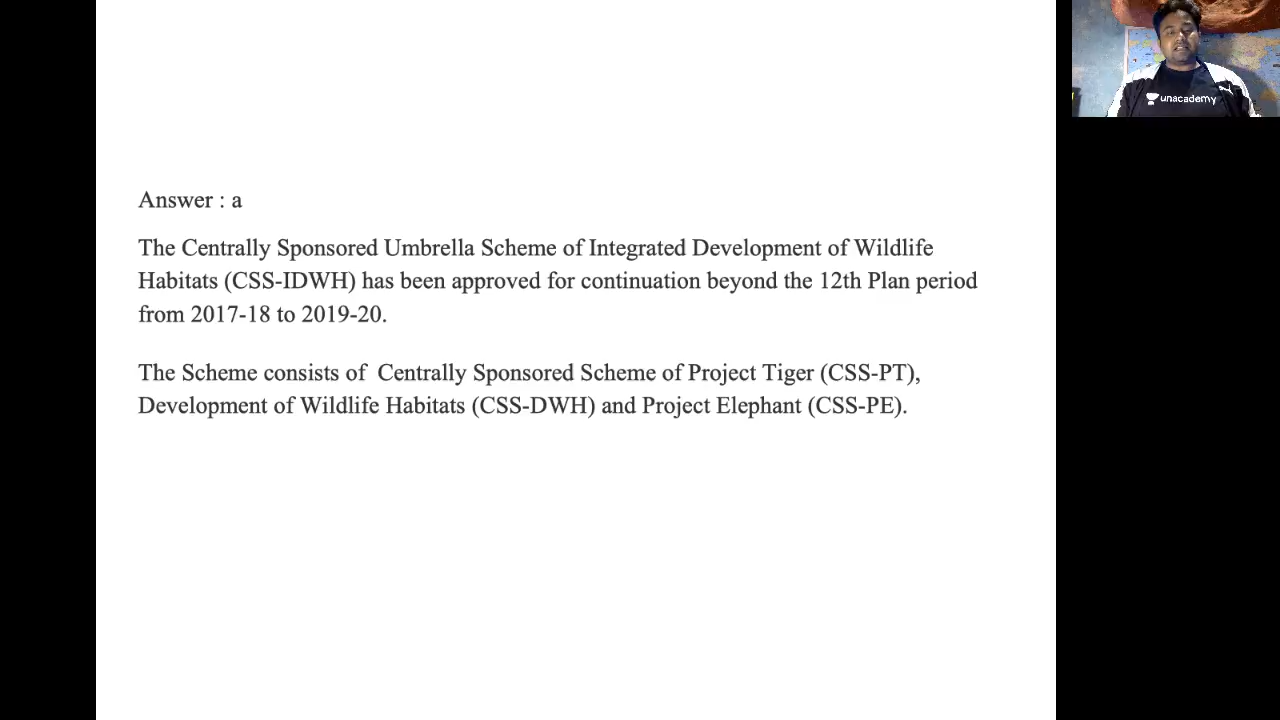 Answer : a
The Centrally Sponsored Umbrella Scheme of Integrated Development of Wildlife
Habitats (CSS-IDWH) has been approved for continuation beyond the 12th Plan period
from 2017-18 to 2019-20.
The Scheme consists of  Centrally Sponsored Scheme of Project Tiger (CSS-PT),
Development of Wildlife Habitats (CSS-DWH) and Project Elephant (CSS-PE).
unacademy